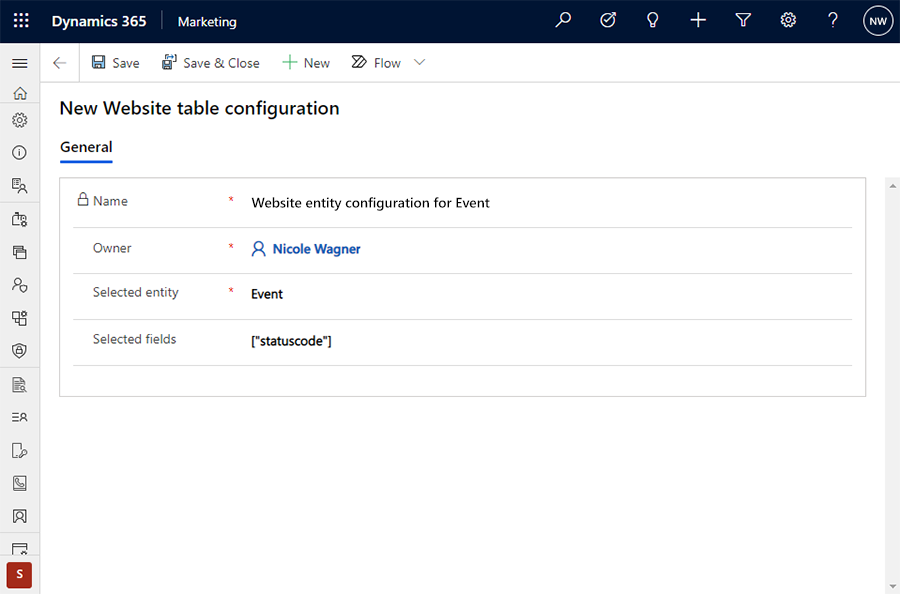 Dynamics 365 Marketing NW
Save Save & Close New Flow
New Website table configuration
General
Name * Website entity configuration for Event
Owner * Nicole Wagner
Selected entity * Event
Selected fields ["statuscode"]
S